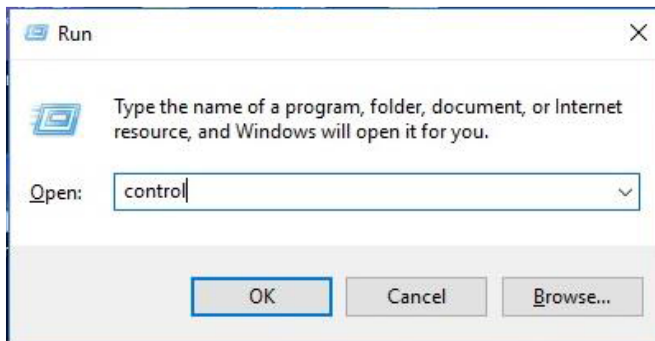 Run
Type the name of a program, folder, document, or Internet
resource, and Windows will open it for you.
Open: control
OK Cancel Browse...